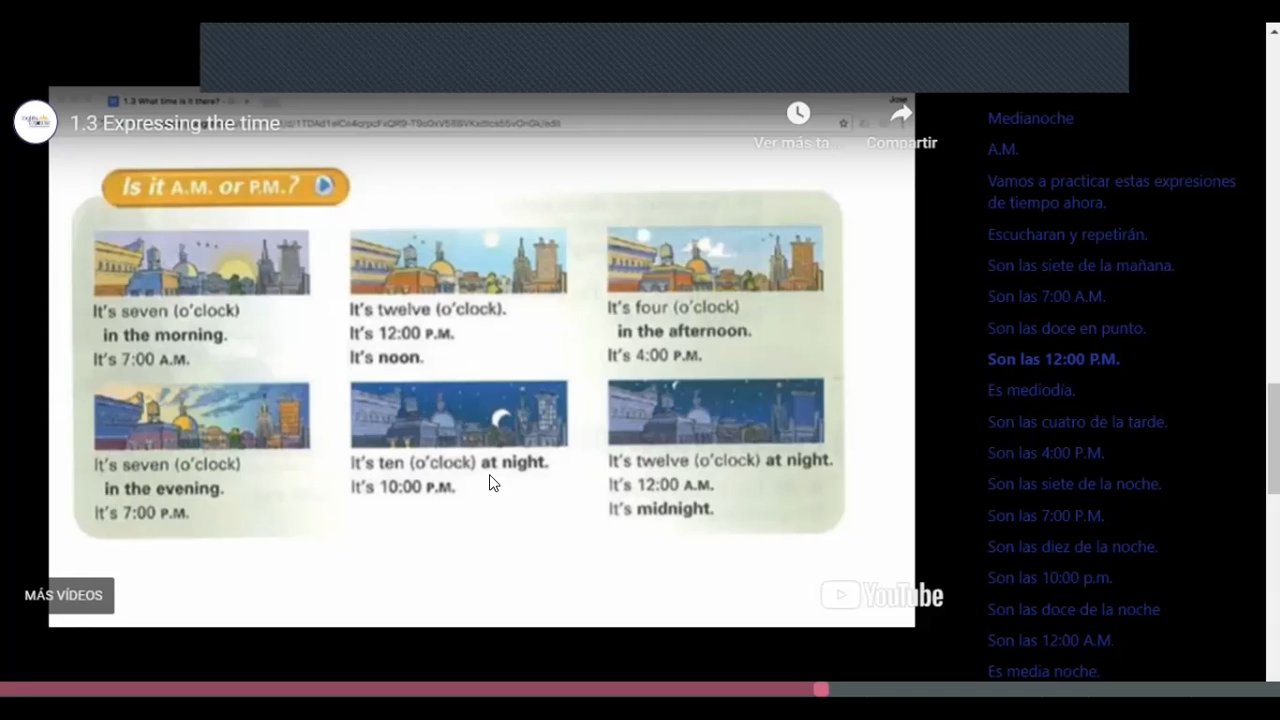 1.3 What time is it there? -
1.3 Expressing the time
Ver más ta...
Compartir
Is it A.M. or P.M.?
It's seven (o'clock)
in the morning.
It's 7:00 A.M.
It's twelve (o'clock).
It's 12:00 P.M.
It's noon.
It's four (o'clock)
in the afternoon.
It's 4:00 P.M.
It's seven (o'clock)
in the evening.
It's 7:00 P.M.
It's ten (o'clock) at night.
It's 10:00 P.M.
It's twelve (o'clock) at night.
It's 12:00 A.M.
It's midnight.
MÁS VÍDEOS
YouTube
Medianoche
A.M.
Vamos a practicar estas expresiones
de tiempo ahora.
Escucharan y repetirán.
Son las siete de la mañana.
Son las 7:00 A.M.
Son las doce en punto.
Son las 12:00 P.M.
Es mediodía.
Son las cuatro de la tarde.
Son las 4:00 P.M.
Son las siete de la noche.
Son las 7:00 P.M.
Son las diez de la noche.
Son las 10:00 p.m.
Son las doce de la noche
Son las 12:00 A.M.
Es media noche.